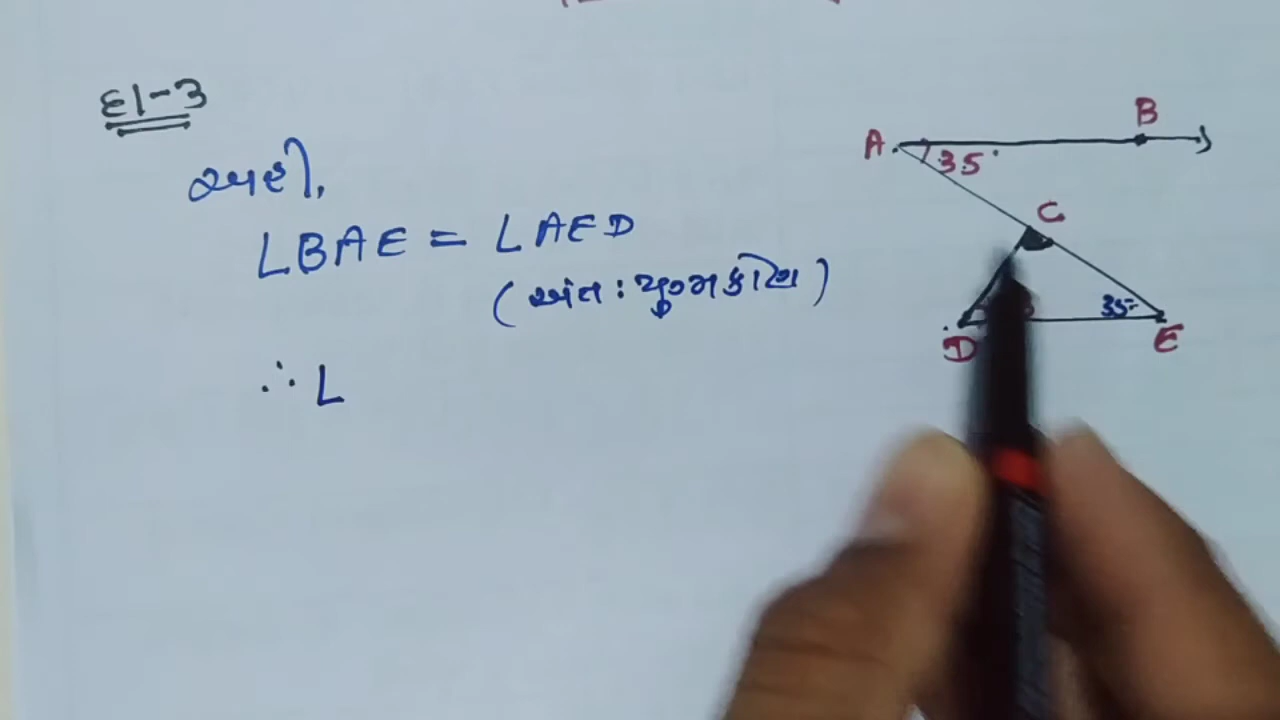 દા-3
અહીં,
∠BAE = ∠AED
(અંતઃ યુગ્મકોણ)
∴ ∠
A
B
35°
C
D
35°
E